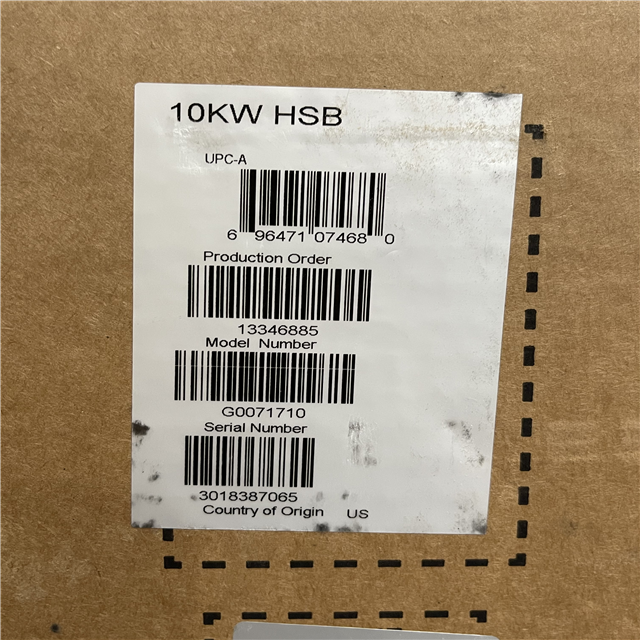 10KW HSB
UPC-A
6 96471 07468 0
Production Order
13346885
Model Number
G0071710
Serial Number
3018387065
Country of Origin US